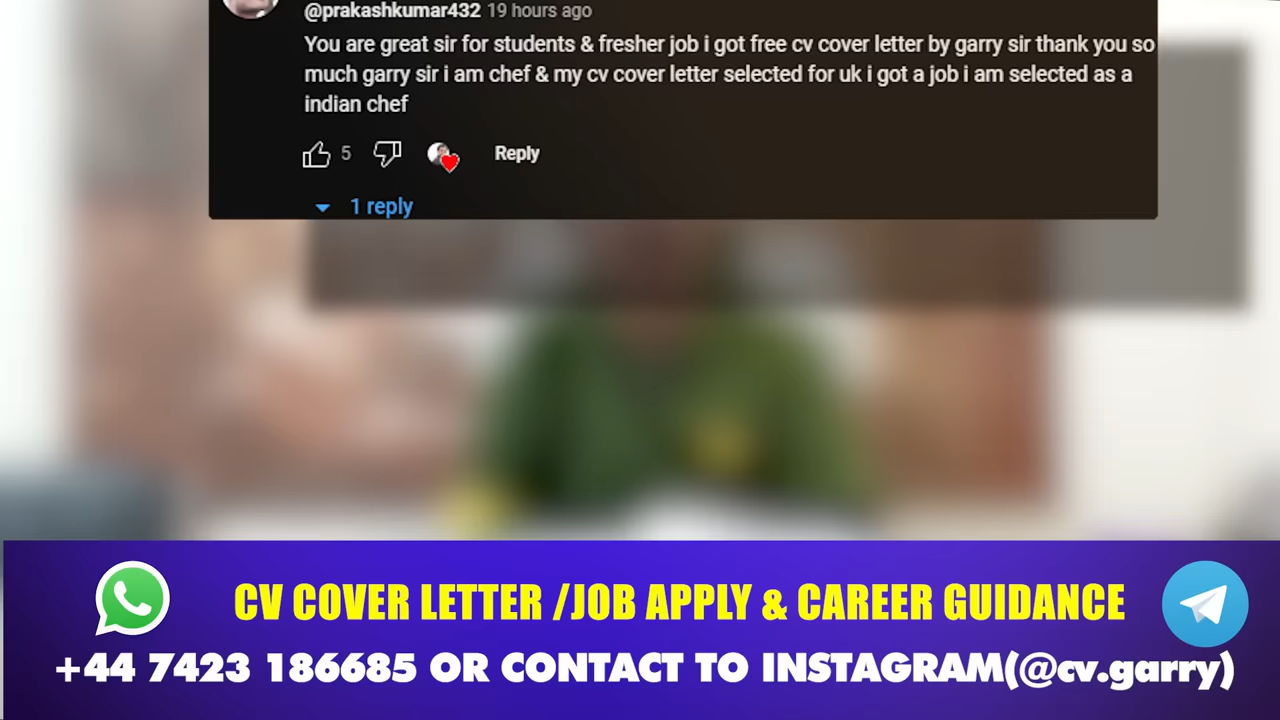 @prakashkumar432 19 hours ago
You are great sir for students & fresher job i got free cv cover letter by garry sir thank you so
much garry sir i am chef & my cv cover letter selected for uk i got a job i am selected as a
indian chef
5 Reply
1 reply
CV COVER LETTER /JOB APPLY & CAREER GUIDANCE
+44 7423 186685 OR CONTACT TO INSTAGRAM(@cv.garry)